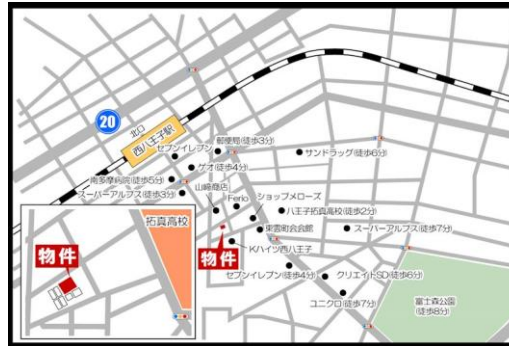 20
北口
西八王子駅
セブンイレブン
郵便局(徒歩3分)
サンドラッグ(徒歩6分)
ゲオ(徒歩4分)
南多摩病院(徒歩5分)
スーパーアルプス(徒歩3分)
山崎商店
Ferlo
ショップメローズ
八王子拓真高校(徒歩2分)
東雲町会会館
スーパーアルプス(徒歩7分)
拓真高校
物件
物件
Kハイツ西八王子
セブンイレブン(徒歩4分)
クリエイトSD(徒歩6分)
ユニクロ(徒歩7分)
富士森公園
(徒歩8分)